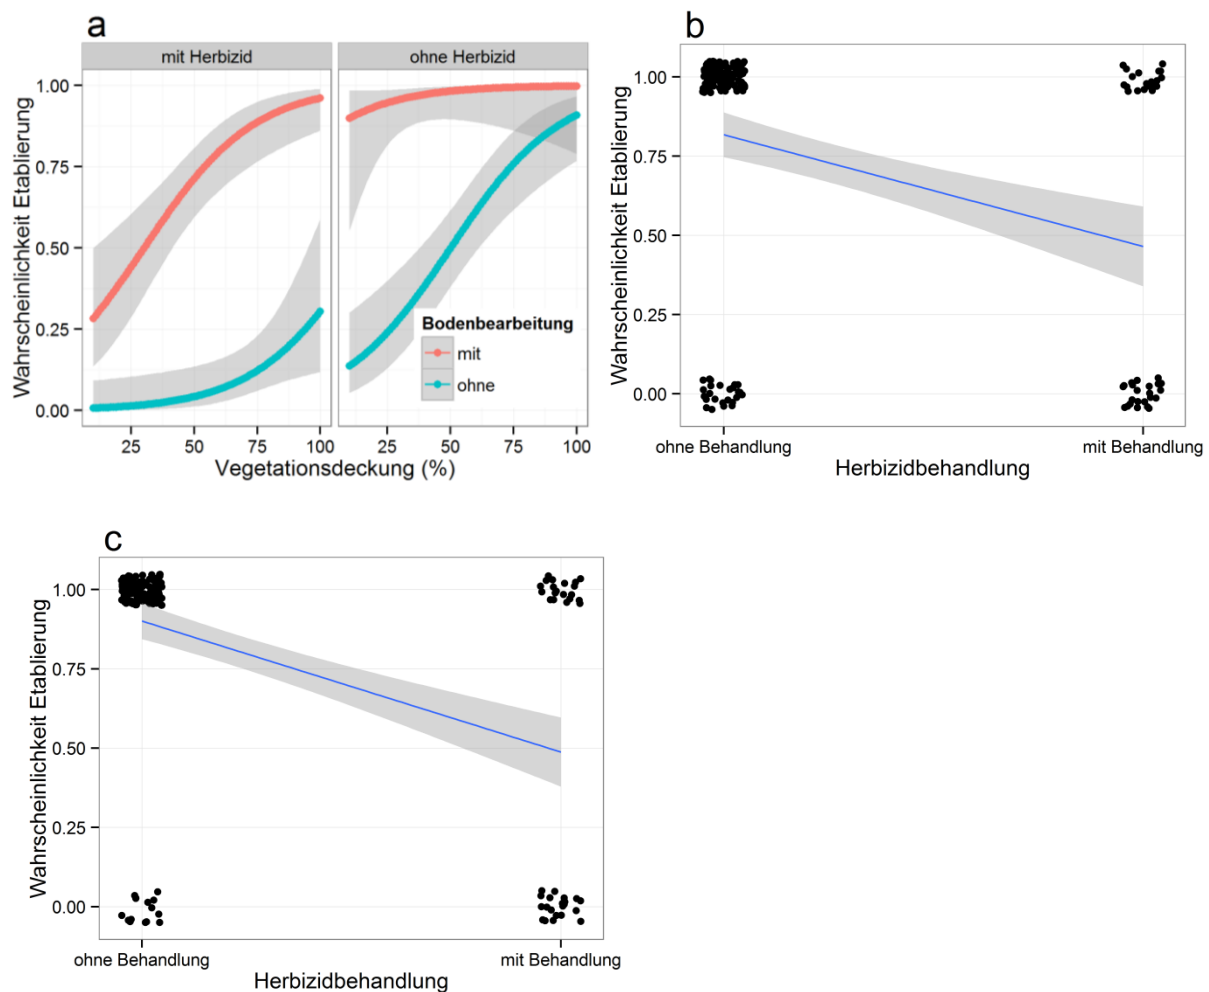 a
mit Herbizid
ohne Herbizid
Wahrscheinlichkeit Etablierung
1.00
0.75
0.50
0.25
0.00
Bodenbearbeitung
mit
ohne
25 50 75 100 25 50 75 100
Vegetationsdeckung (%)
b
Wahrscheinlichkeit Etablierung
1.00
0.75
0.50
0.25
0.00
ohne Behandlung mit Behandlung
Herbizidbehandlung
c
Wahrscheinlichkeit Etablierung
1.00
0.75
0.50
0.25
0.00
ohne Behandlung mit Behandlung
Herbizidbehandlung